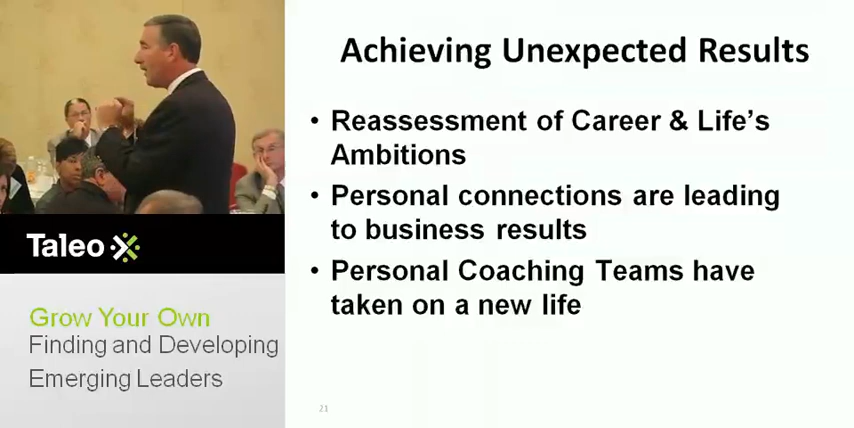 Achieving Unexpected Results
• Reassessment of Career & Life's
Ambitions
• Personal connections are leading
to business results
• Personal Coaching Teams have
taken on a new life
Taleo
Grow Your Own
Finding and Developing
Emerging Leaders
21